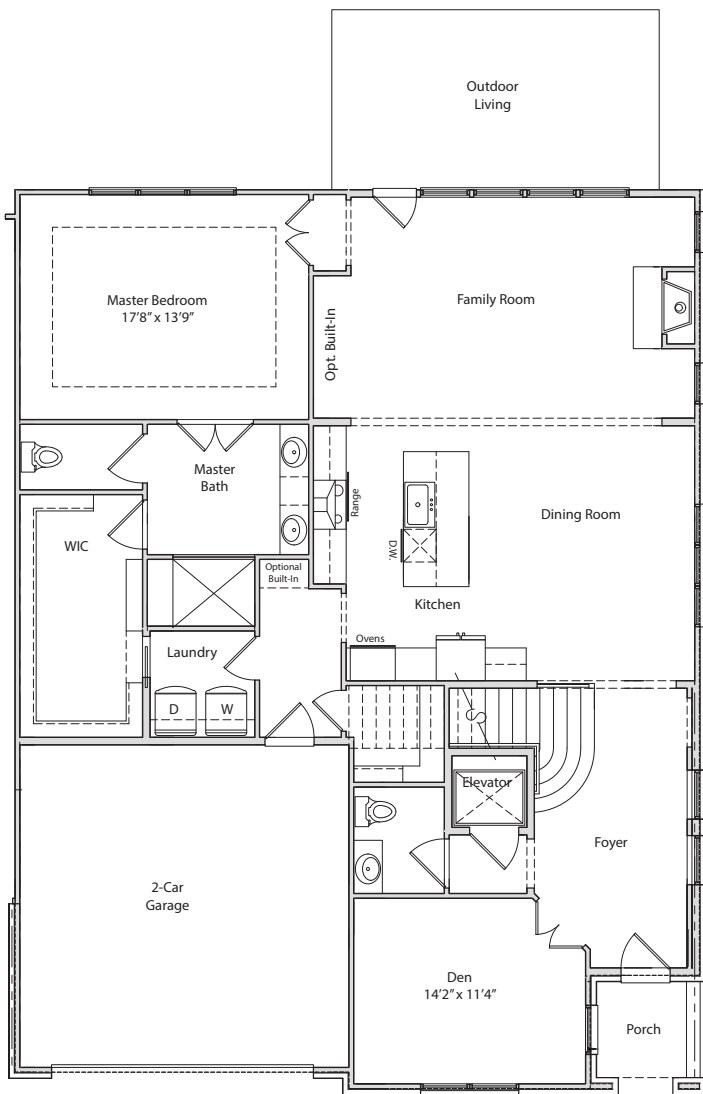 Outdoor
Living
Master Bedroom
17’8” x 13’9”
Opt. Built-In
Family Room
Master
Bath
Range
Dining Room
WIC
D.W.
Optional
Built-In
Kitchen
Ovens
Laundry
D
W
S
Elevator
Foyer
2-Car
Garage
Den
14’2” x 11’4”
Porch